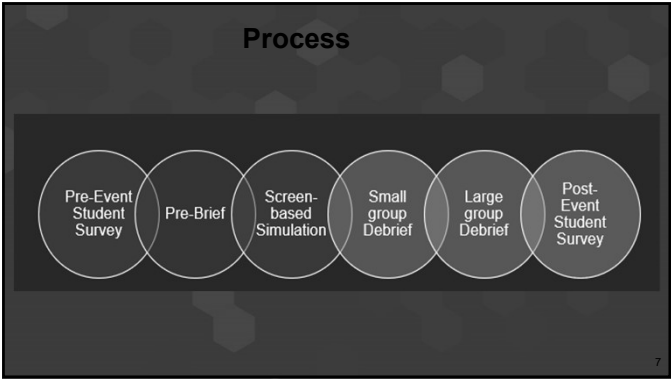 Process
Pre-Event
Student
Survey
Pre-Brief
Screen-
based
Simulation
Small
group
Debrief
Large
group
Debrief
Post-
Event
Student
Survey
7